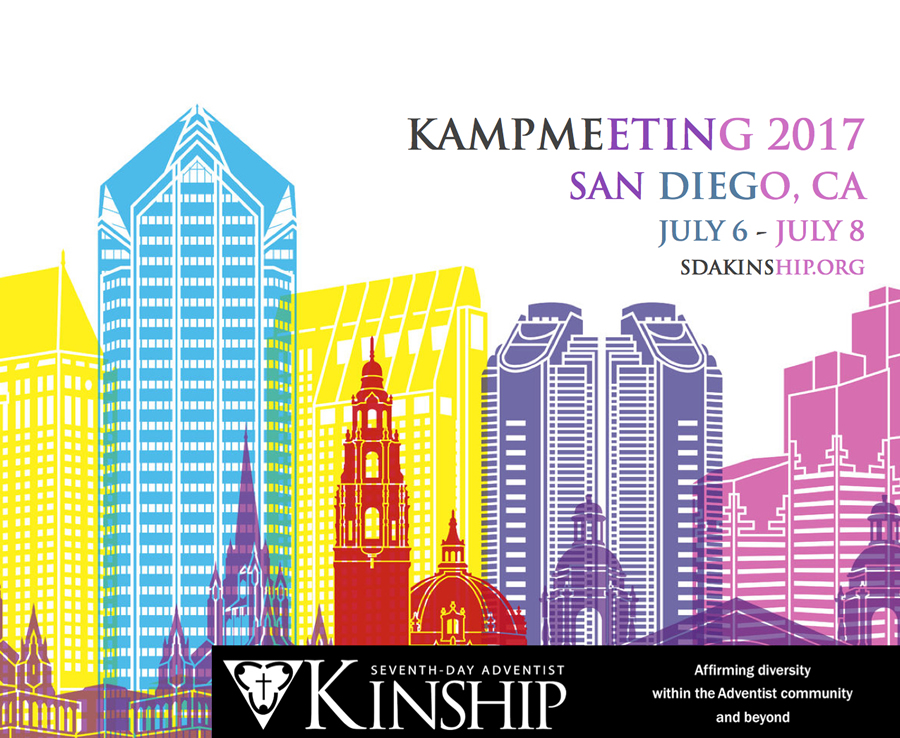 KAMPMEETING 2017
SAN DIEGO, CA
JULY 6 - JULY 8
SDAKINSHIP.ORG
SEVENTH-DAY ADVENTIST
KINSHIP
Affirming diversity
within the Adventist community
and beyond